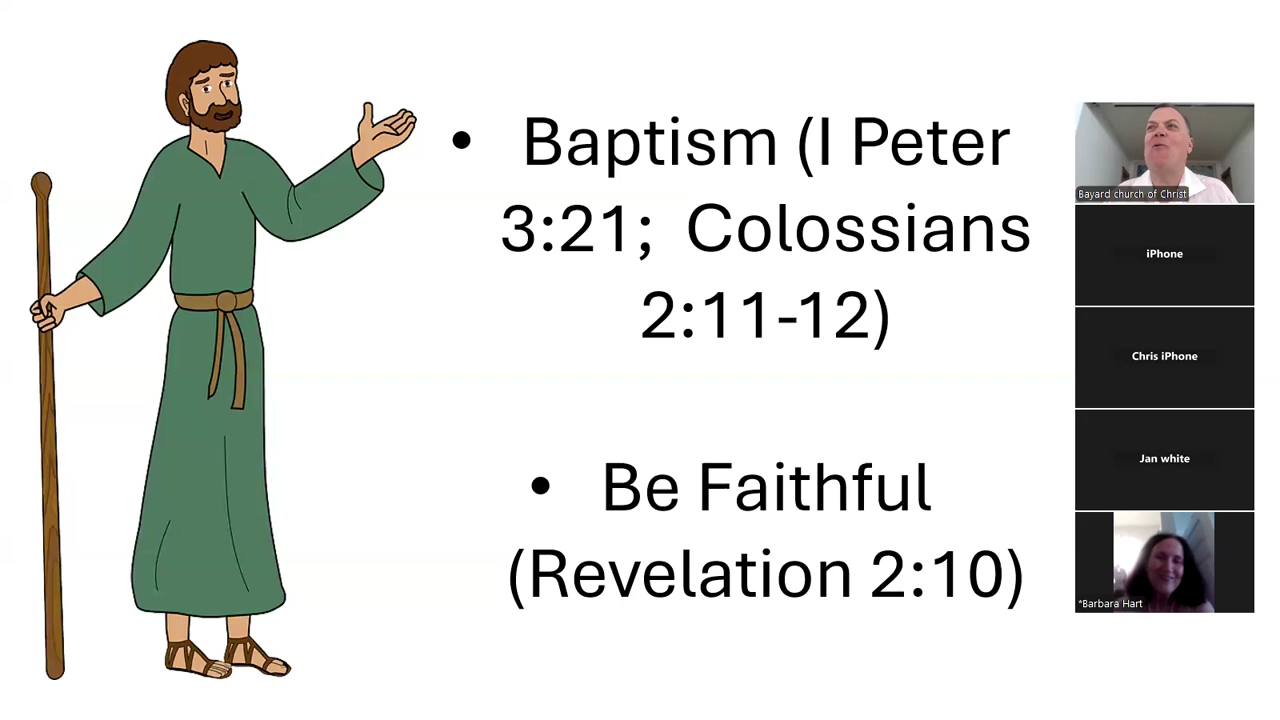 • Baptism (I Peter
3:21;  Colossians
2:11-12)
• Be Faithful
(Revelation 2:10)
Bayard church of Christ
iPhone
Chris iPhone
Jan white
*Barbara Hart